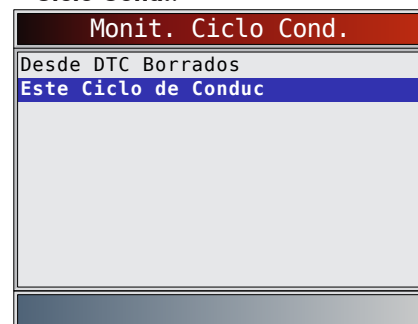 Monit. Ciclo Cond.
Desde DTC Borrados
Este Ciclo de Conduc